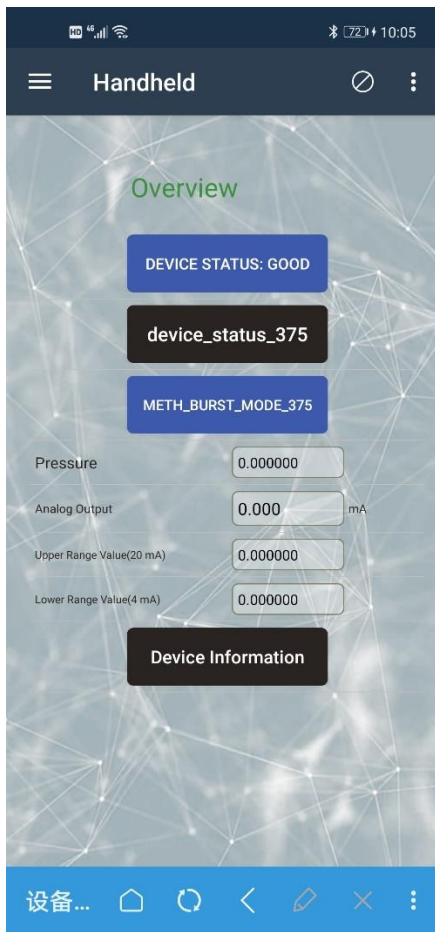 HD 4G 72 10:05
Handheld
Overview
DEVICE STATUS: GOOD
device_status_375
METH_BURST_MODE_375
Pressure 0.000000
Analog Output 0.000 mA
Upper Range Value(20 mA) 0.000000
Lower Range Value(4 mA) 0.000000
Device Information
设备...